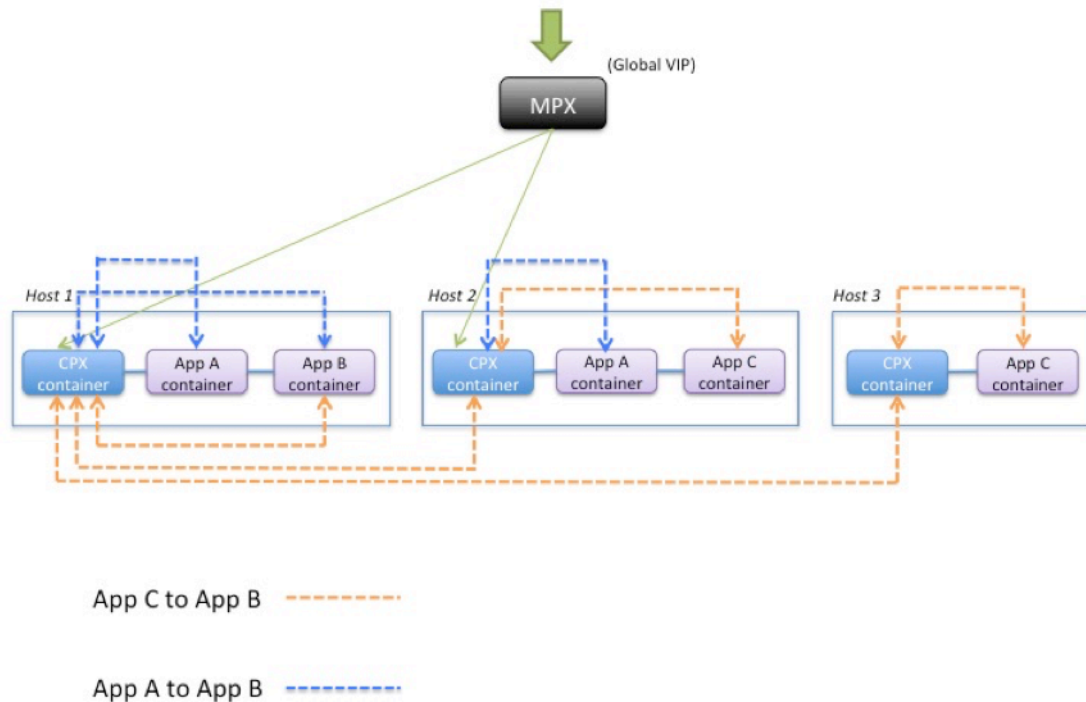 (Global VIP)
MPX
Host 1
Host 2
Host 3
CPX
container
App A
container
App B
container
CPX
container
App A
container
App C
container
CPX
container
App C
container
App C to App B
App A to App B